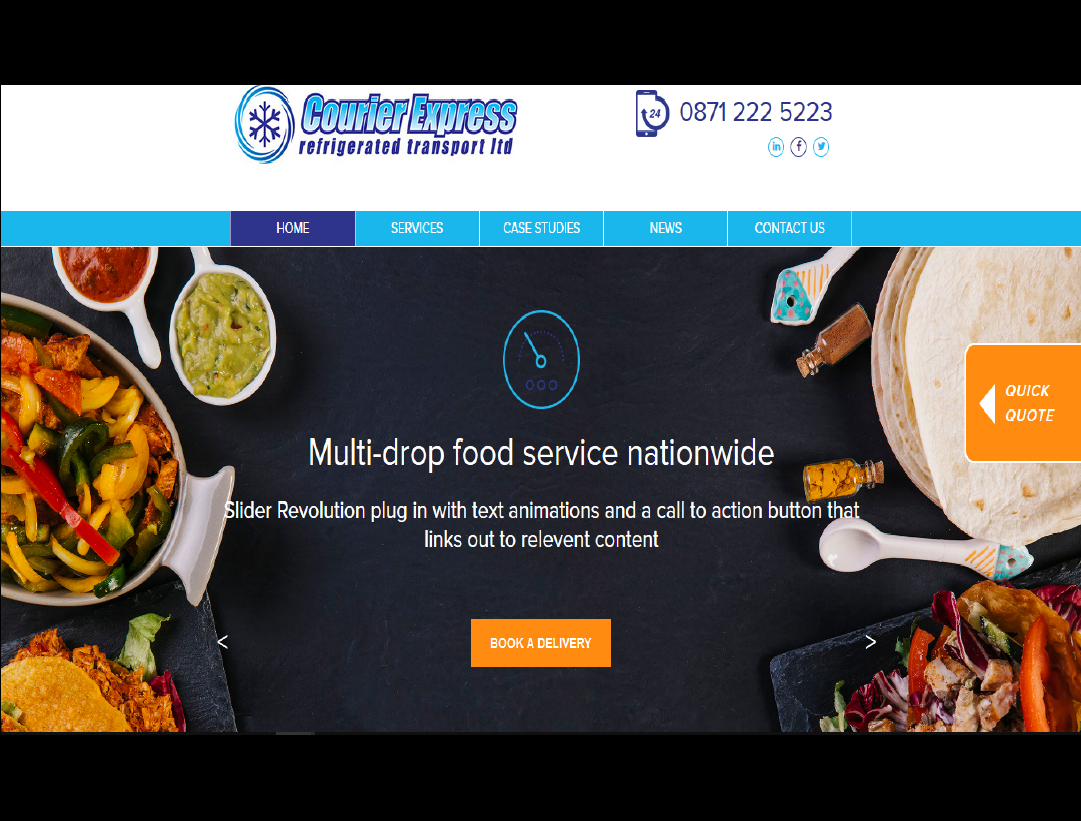 Courier Express
refrigerated transport ltd
24
0871 222 5223
in f
HOME SERVICES CASE STUDIES NEWS CONTACT US
QUICK
QUOTE
Multi-drop food service nationwide
Slider Revolution plug in with text animations and a call to action button that
links out to relevent content
< >
BOOK A DELIVERY